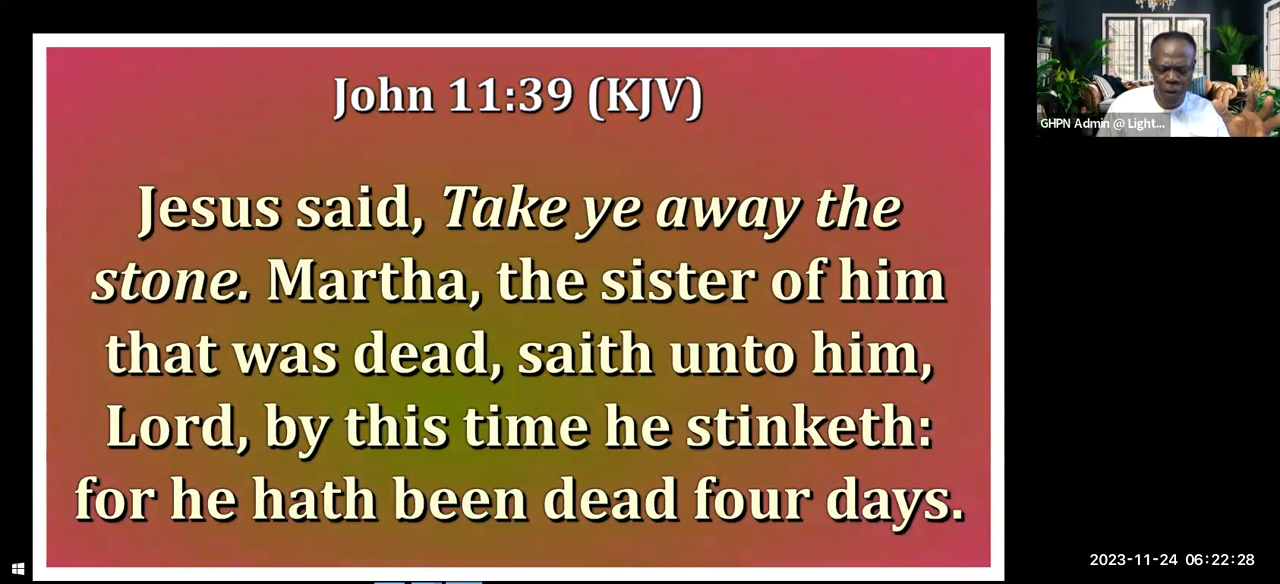 John 11:39 (KJV)
Jesus said, Take ye away the
stone. Martha, the sister of him
that was dead, saith unto him,
Lord, by this time he stinketh:
for he hath been dead four days.
GHPN Admin @ Light...
2023-11-24 06:22:28